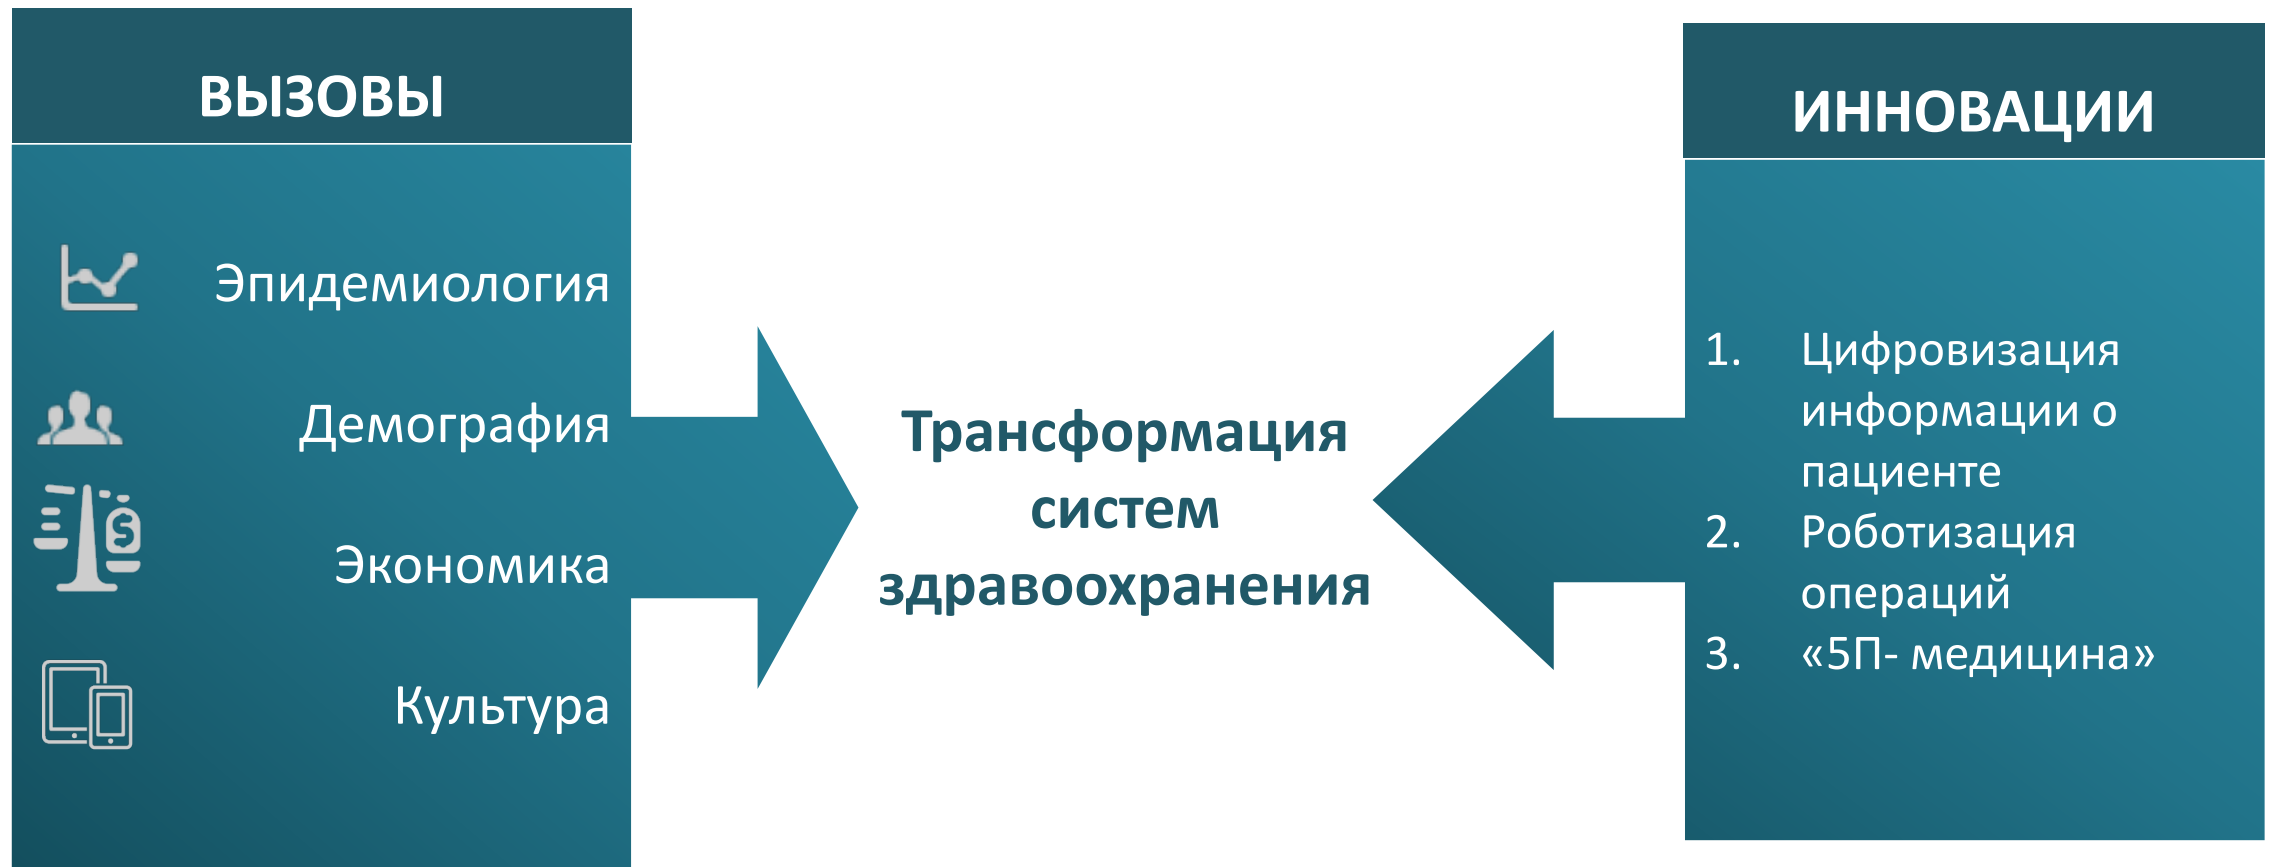 ВЫЗОВЫ
Эпидемиология
Демография
Экономика
Культура
Трансформация
систем
здравоохранения
ИННОВАЦИИ
1. Цифровизация
информации о
пациенте
2. Роботизация
операций
3. «5П- медицина»